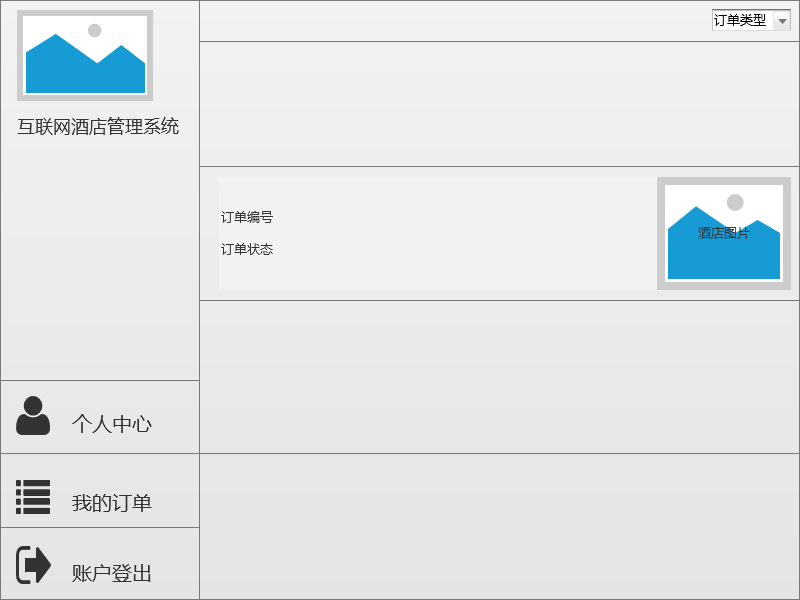 互联网酒店管理系统
订单类型
订单编号
订单状态
酒店图片
个人中心
我的订单
账户登出